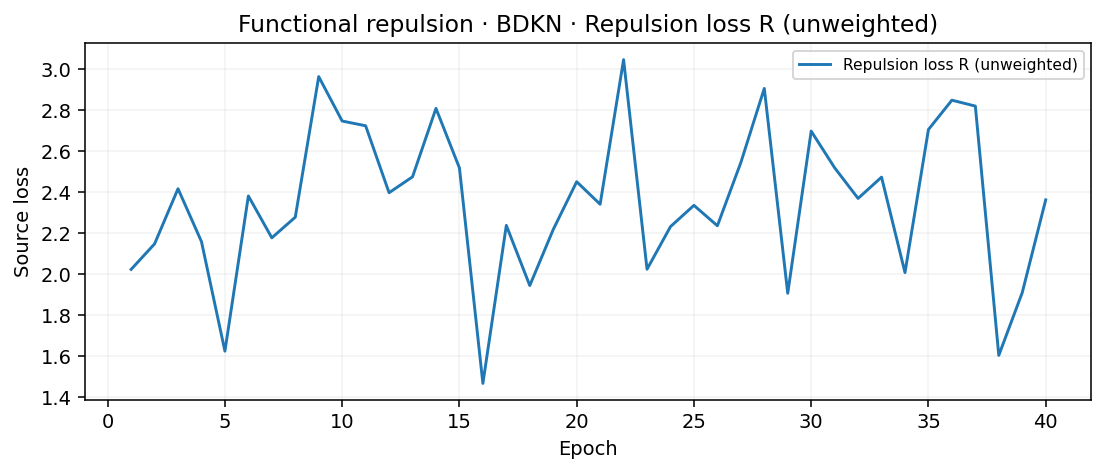 Functional repulsion · BDKN · Repulsion loss R (unweighted)
Repulsion loss R (unweighted)
3.0
2.8
2.6
2.4
2.2
2.0
1.8
1.6
1.4
Source loss
0 5 10 15 20 25 30 35 40
Epoch